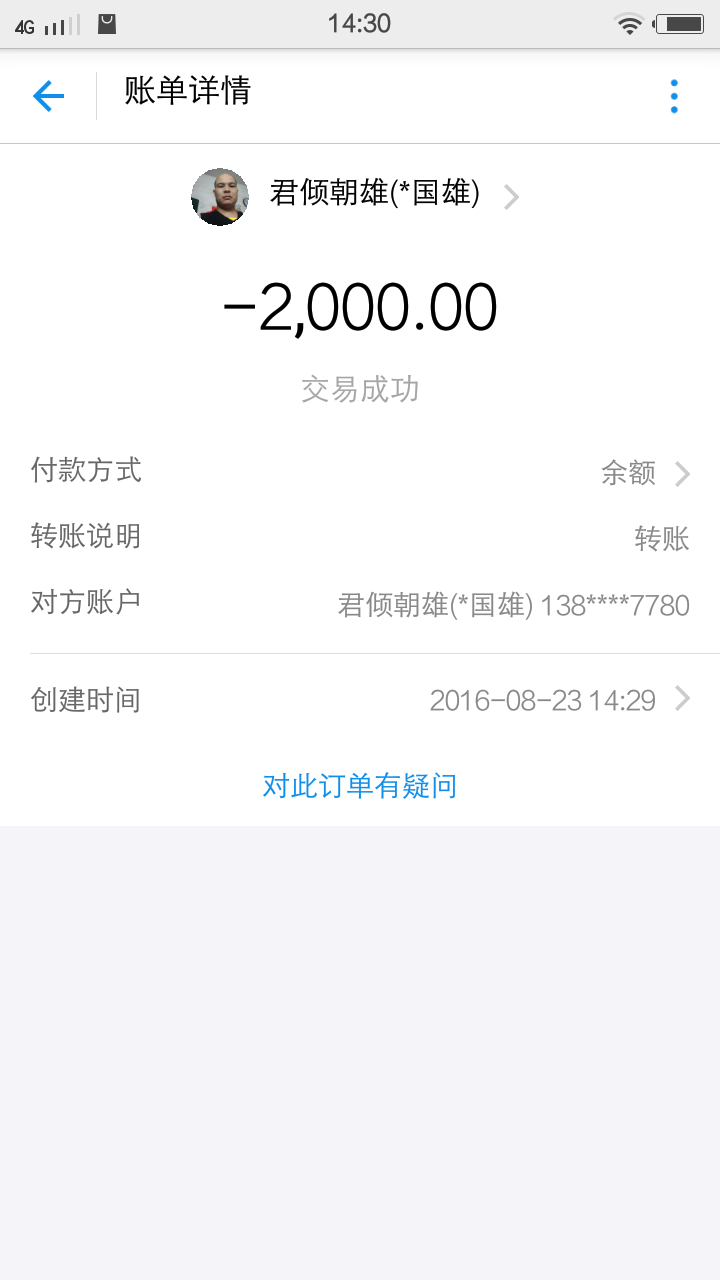 4G 14:30
账单详情
君倾朝雄(*国雄)
-2,000.00
交易成功
付款方式 余额
转账说明 转账
对方账户 君倾朝雄(*国雄) 138****7780
创建时间 2016-08-23 14:29
对此订单有疑问